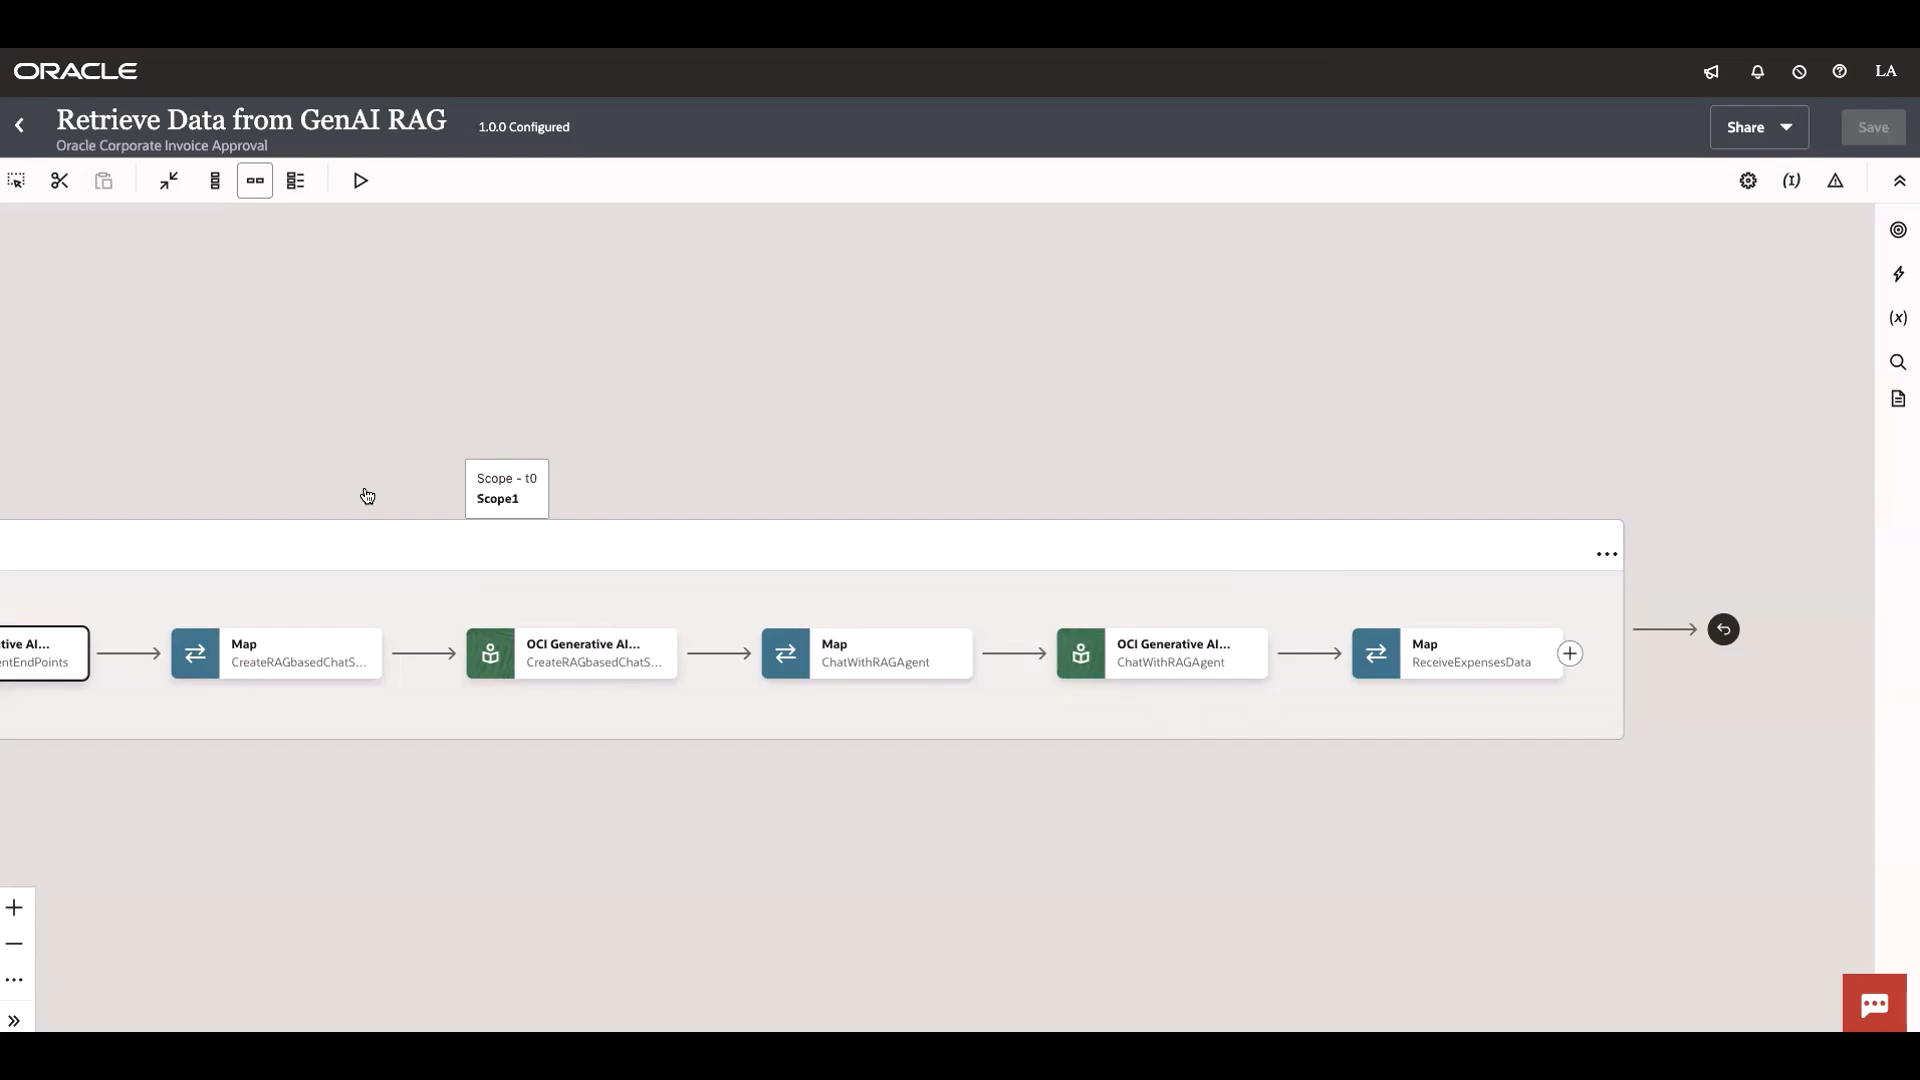 ORACLE
LA
Retrieve Data from GenAI RAG
1.0.0 Configured
Oracle Corporate Invoice Approval
Share
Save
(x)
Scope - t0
Scope1
tive AI...
entEndPoints
Map
CreateRAGbasedChatS...
OCI Generative AI...
CreateRAGbasedChatS...
Map
ChatWithRAGAgent
OCI Generative AI...
ChatWithRAGAgent
Map
ReceiveExpensesData